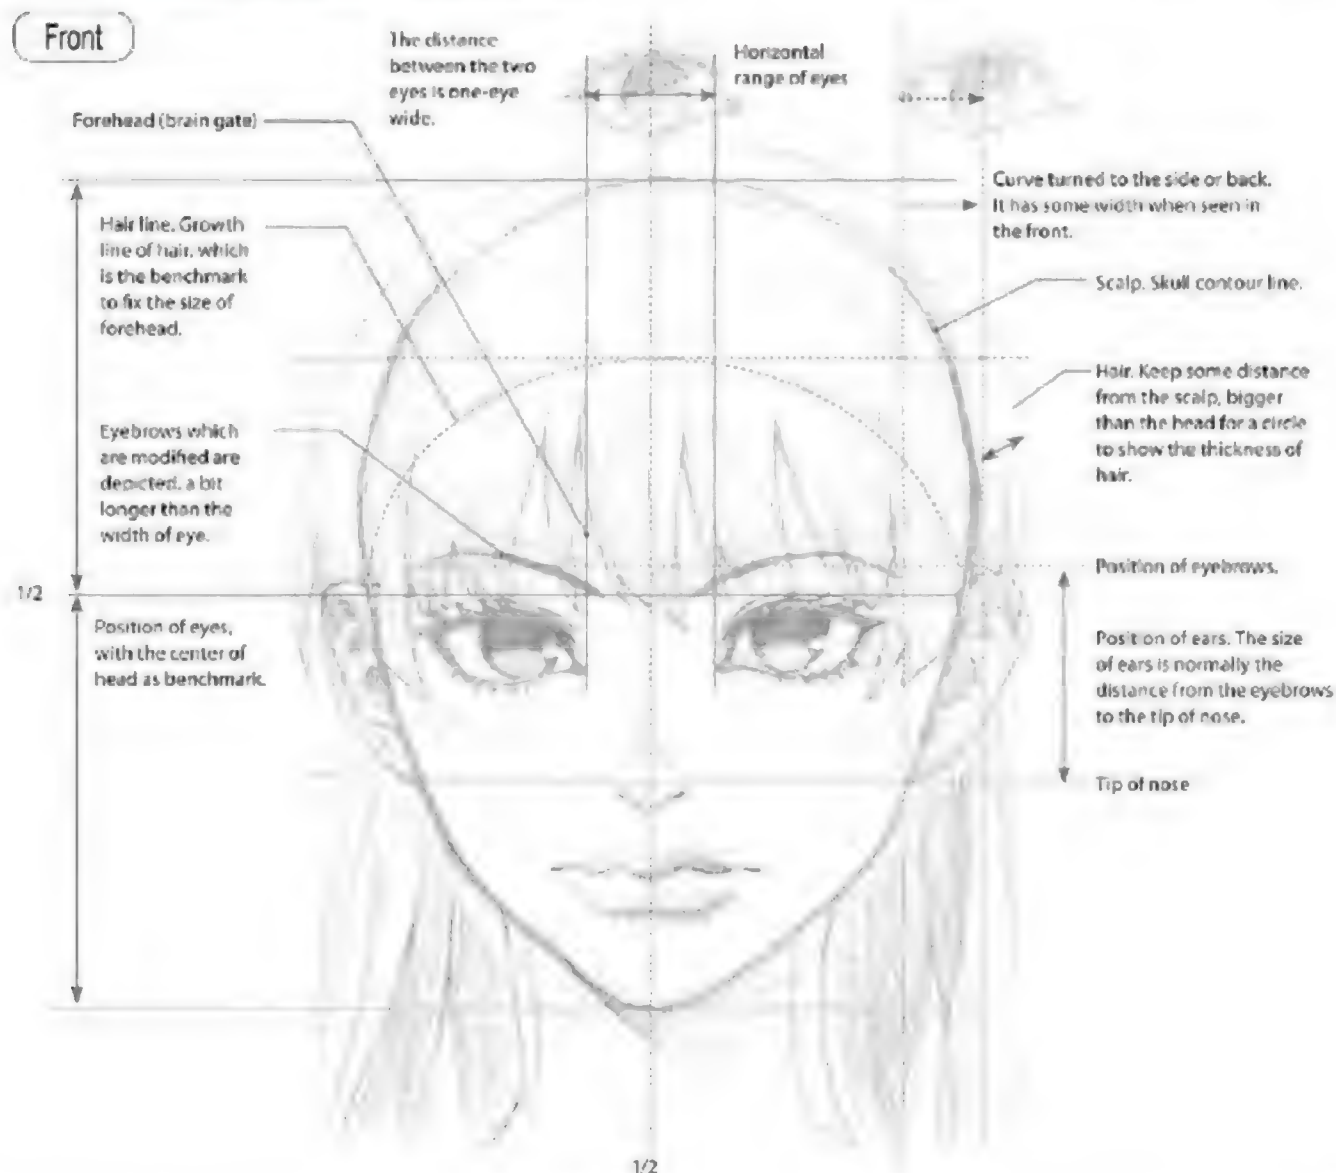 Front
The distance
between the two
eyes is one-eye
wide.
Horizontal
range of eyes
Forehead (brain gate)
Curve turned to the side or back.
It has some width when seen in
the front.
Hair line. Growth
line of hair, which
is the benchmark
to fix the size of
forehead.
Scalp. Skull contour line.
Hair. Keep some distance
from the scalp, bigger
than the head for a circle
to show the thickness of
hair.
Eyebrows which
are modified are
depicted, a bit
longer than the
width of eye.
Position of eyebrows.
1/2
Position of eyes,
with the center of
head as benchmark.
Position of ears. The size
of ears is normally the
distance from the eyebrows
to the tip of nose.
Tip of nose
1/2